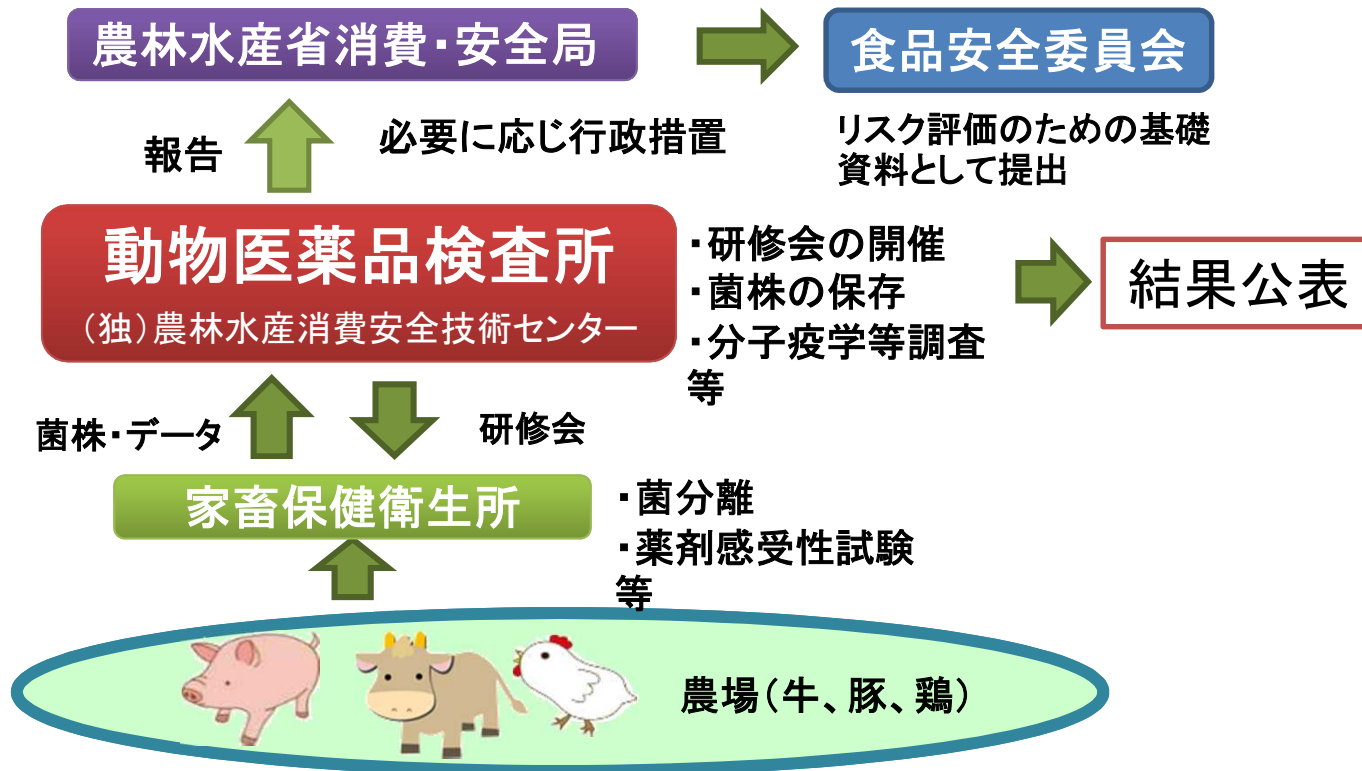 農林水産省消費・安全局
食品安全委員会
報告
必要に応じ行政措置
リスク評価のための基礎
資料として提出
動物医薬品検査所
（独）農林水産消費安全技術センター
・研修会の開催
・菌株の保存
・分子疫学等調査
等
結果公表
菌株・データ
研修会
家畜保健衛生所
・菌分離
・薬剤感受性試験
等
農場（牛、豚、鶏）